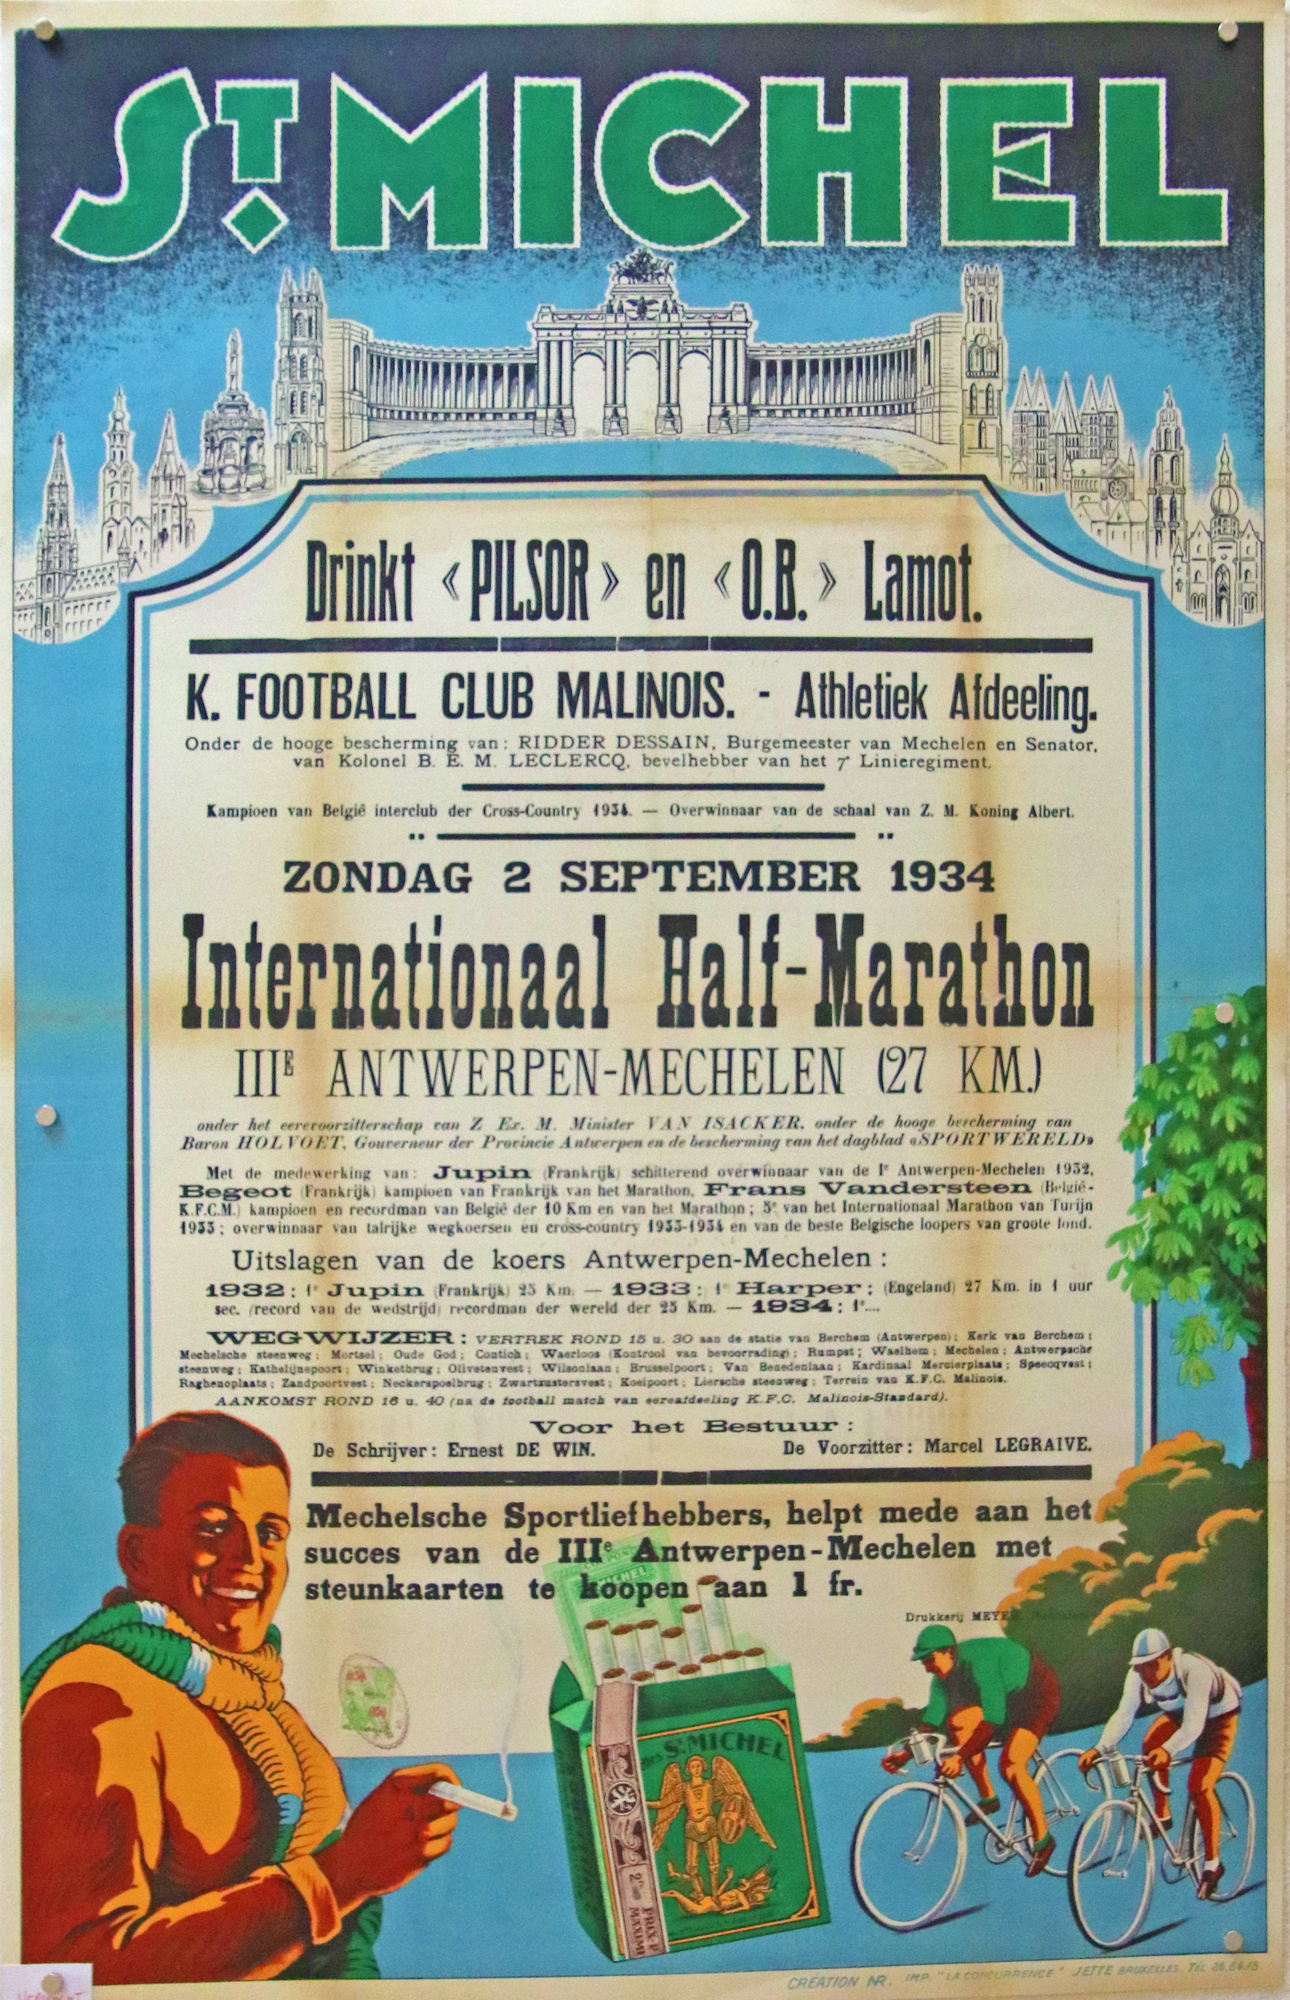 ST. MICHEL
Drinkt « PILSOR » en « O.B. » Lamot.
K. FOOTBALL CLUB MALINOIS. - Athletiek Afdeeling.
Onder de hooge bescherming van: RIDDER DESSAIN, Burgemeester van Mechelen en Senator,
van Kolonel B. E. M. LECLERCQ, bevelhebber van het 7e Linieregiment.
Kampioen van België interclub der Cross-Country 1934. — Overwinnaar van de schaal van Z. M. Koning Albert.
ZONDAG 2 SEPTEMBER 1934
Internationaal Half-Marathon
IIIE ANTWERPEN-MECHELEN (27 KM.)
onder het eerevoorzitterschap van Z Ex. M. Minister VAN ISACKER, onder de hooge bescherming van
Baron HOLVOET, Gouverneur der Provincie Antwerpen en de bescherming van het dagblad «SPORTWERELD»
Met de medewerking van: Jupin (Frankrijk) schitterend overwinnaar van de Ie Antwerpen-Mechelen 1932,
Begeot (Frankrijk) kampioen van Frankrijk van het Marathon, Frans Vandersteen (België-
K.F.C.M.) kampioen en recordman van België der 10 Km en van het Marathon; 3e van het Internationaal Marathon van Turijn
1933; overwinnaar van talrijke wegkoersen en cross-country 1933-1934 en van de beste Belgische loopers van groote fond.
Uitslagen van de koers Antwerpen-Mechelen:
1932: 1e Jupin (Frankrijk) 25 Km. — 1933: 1e Harper: (Engeland) 27 Km. in 1 uur
sec. (record van de wedstrijd) recordman der wereld der 25 Km. — 1934: 1e....
WEGWIJZER: VERTREK ROND 15 u. 30 aan de statie van Berchem (Antwerpen); Kerk van Berchem;
Mechelsche steenweg; Mortsel; Oude God; Contich; Waerloos (Kontrool van bevoorrading); Rumpst; Waelhem; Mechelen; Antwerpsche
steenweg; Kathelijnepoort; Winketbrug; Olivetenvest; Wilsonlaan; Brusselpoort; Van Benedenlaan; Kardinaal Mercierplaats; Speecqvest;
Raghenoplaats; Zandpoortvest; Neckerspoelbrug; Zwartzustersvest; Koeipoort; Liersche steenweg; Terrein van K.F.C. Malinois.
AANKOMST ROND 16 u. 40 (na de football match van eereafdeeling K.F.C. Malinois-Standard).
Voor het Bestuur:
De Schrijver: Ernest DE WIN. De Voorzitter: Marcel LEGRAIVE.
Mechelsche Sportliefhebbers, helpt mede aan het
succes van de IIIe Antwerpen-Mechelen met
steunkaarten te koopen aan 1 fr.
Drukkerij
MICHEL
ST. MICHEL
CRÉATION NR. IMP. "LA CONCURRENCE" JETTE BRUXELLES. TÉL 26.64.18